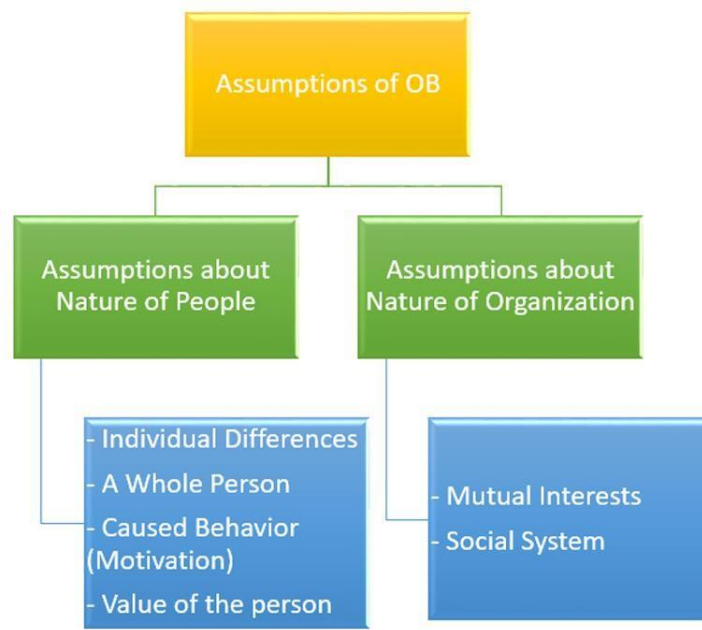 Assumptions of OB
Assumptions about
Nature of People
Assumptions about
Nature of Organization
- Individual Differences
- A Whole Person
- Caused Behavior
(Motivation)
- Value of the person
- Mutual Interests
- Social System